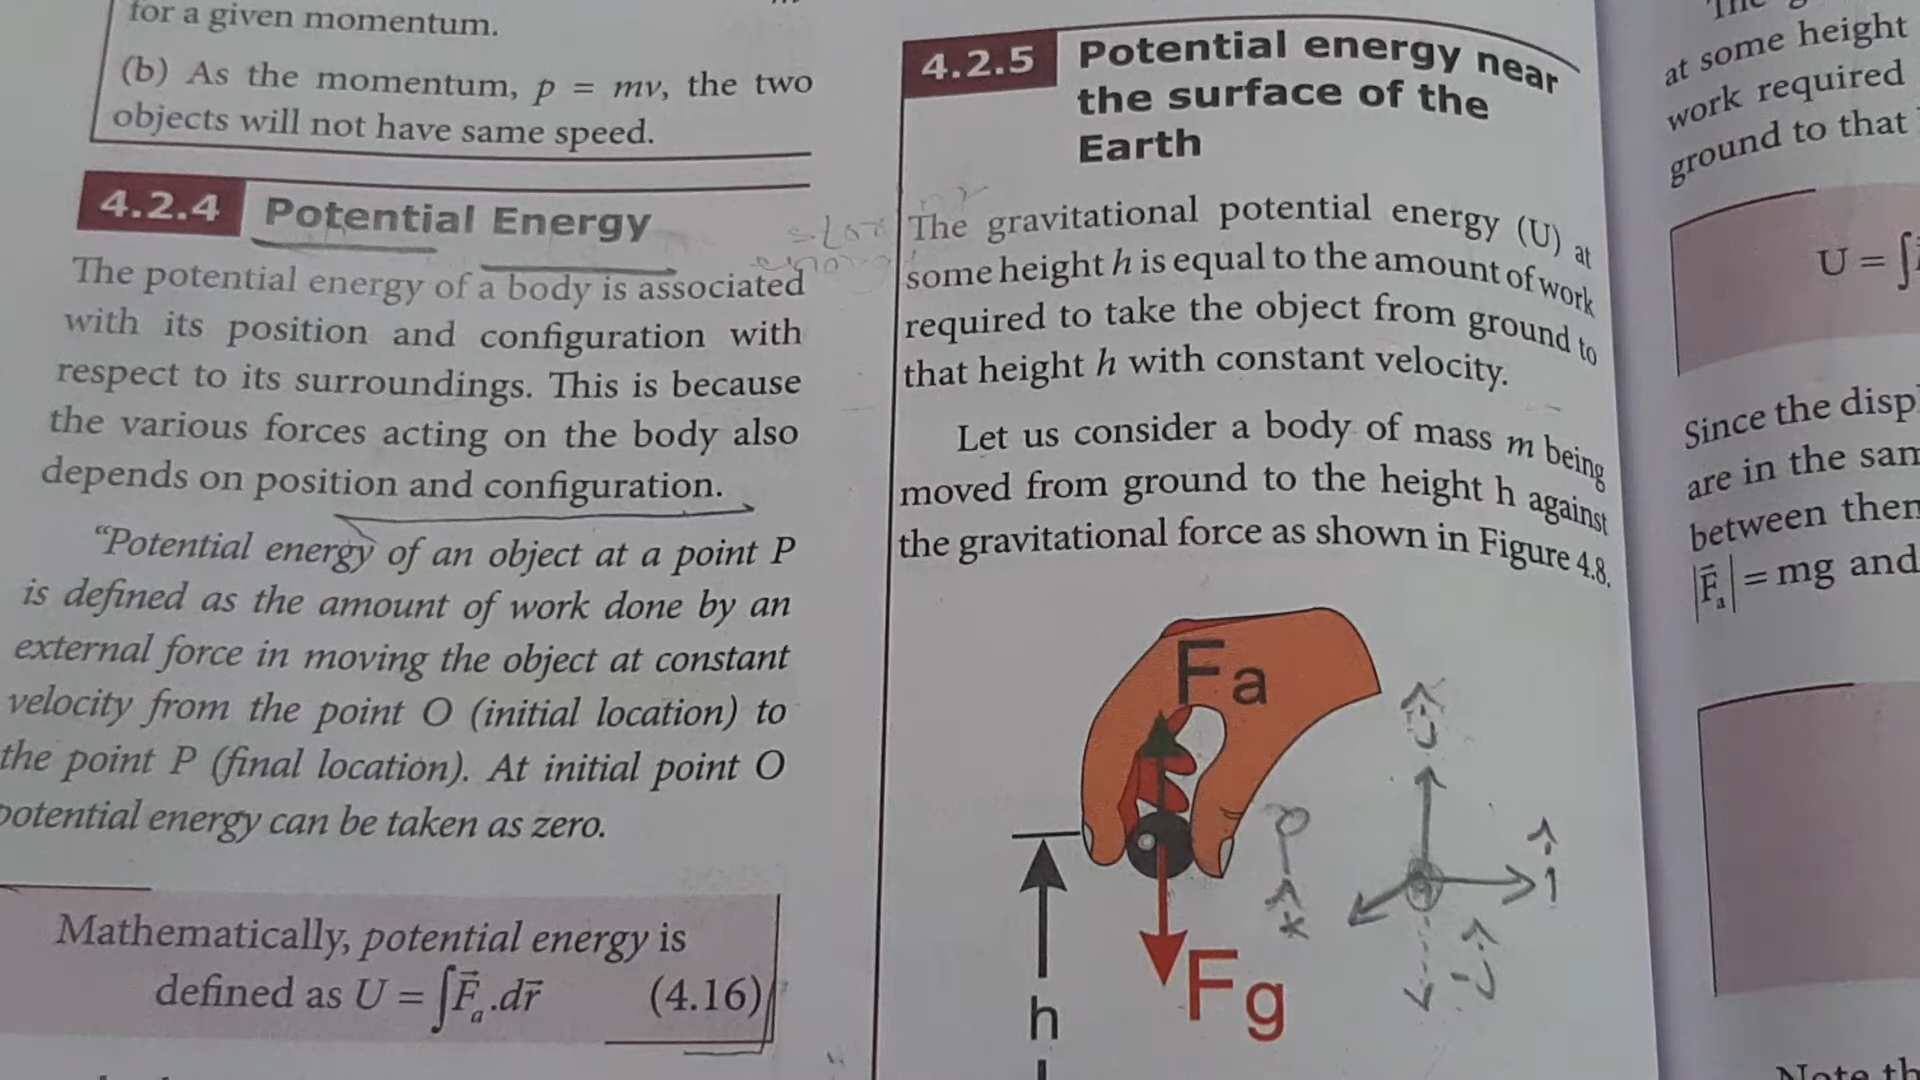 for a given momentum.
(b) As the momentum, p = mv, the two
objects will not have same speed.
4.2.4 Potential Energy
The potential energy of a body is associated
with its position and configuration with
respect to its surroundings. This is because
the various forces acting on the body also
depends on position and configuration.
“Potential energy of an object at a point P
is defined as the amount of work done by an
external force in moving the object at constant
velocity from the point O (initial location) to
the point P (final location). At initial point O
potential energy can be taken as zero.
Mathematically, potential energy is
defined as U = ∫F⃗ₐ.dr⃗ (4.16)
4.2.5 Potential energy near
the surface of the
Earth
The gravitational potential energy (U) at
some height h is equal to the amount of work
required to take the object from ground to
that height h with constant velocity.
Let us consider a body of mass m being
moved from ground to the height h against
the gravitational force as shown in Figure 4.8.
Fa
Fg
h
at some height
work required
ground to that
U = ∫
Since the disp
are in the sam
between them
|F⃗ₐ| = mg and
Note th